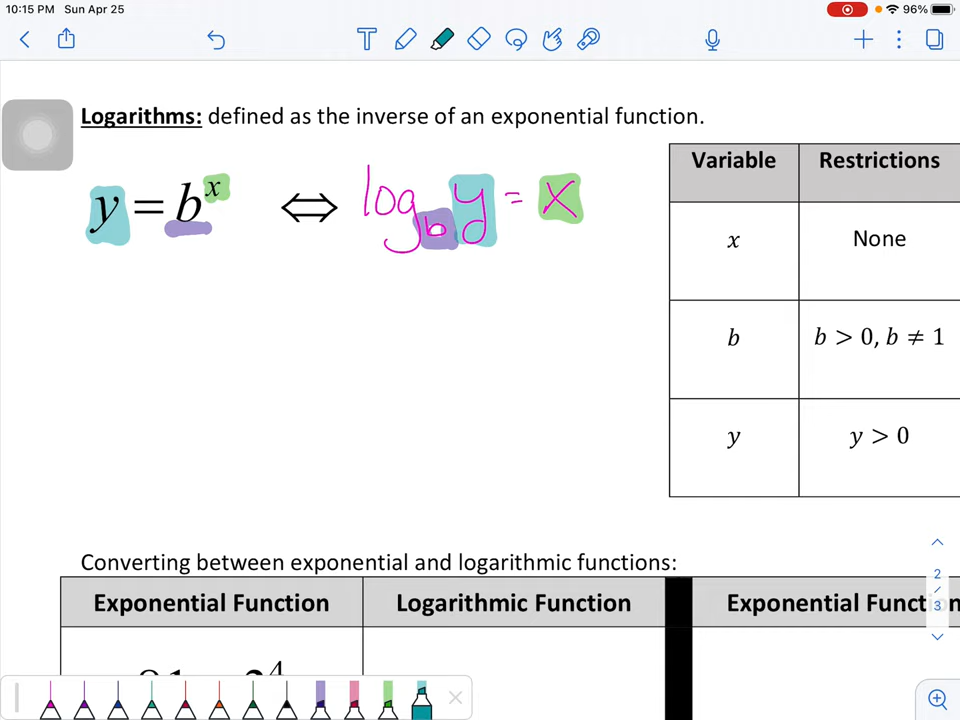 10:15 PM Sun Apr 25
96%
Logarithms: defined as the inverse of an exponential function.
y = b^x ⇔ log_b y = x
Variable Restrictions
x None
b b > 0, b ≠ 1
y y > 0
2
/
3
Converting between exponential and logarithmic functions:
Exponential Function Logarithmic Function Exponential Function